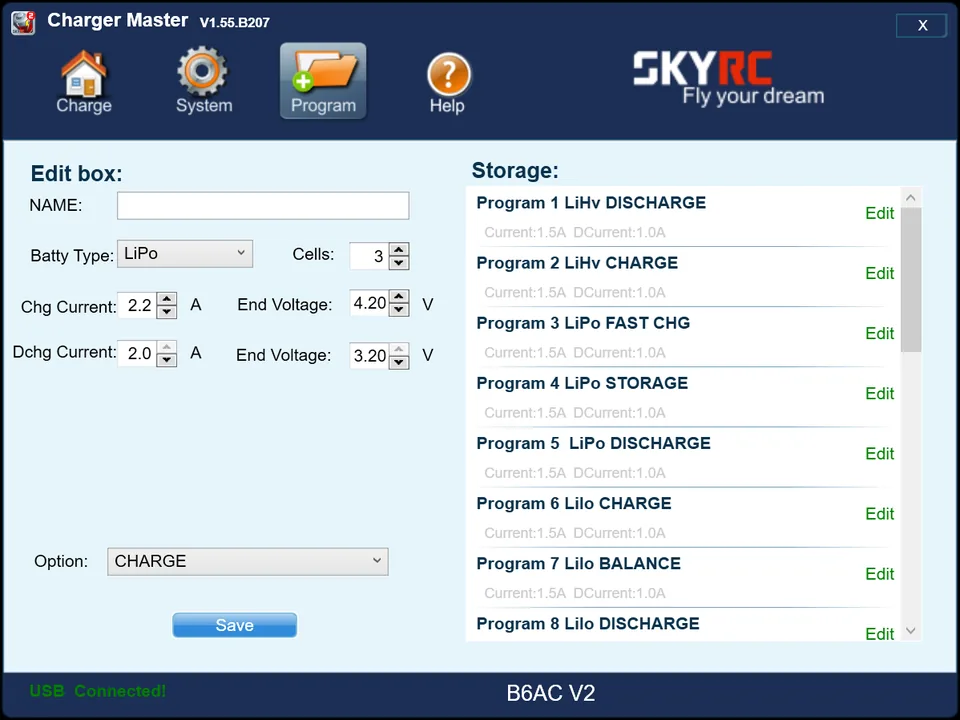 Charger Master V1.55.B207
X
Charge
System
Program
Help
SKYRC
Fly your dream
Edit box:
NAME:
Batty Type: LiPo
Cells: 3
Chg Current: 2.2 A
End Voltage: 4.20 V
Dchg Current: 2.0 A
End Voltage: 3.20 V
Option: CHARGE
Save
Storage:
Program 1 LiHv DISCHARGE
Current:1.5A DCurrent:1.0A
Edit
Program 2 LiHv CHARGE
Current:1.5A DCurrent:1.0A
Edit
Program 3 LiPo FAST CHG
Current:1.5A DCurrent:1.0A
Edit
Program 4 LiPo STORAGE
Current:1.5A DCurrent:1.0A
Edit
Program 5 LiPo DISCHARGE
Current:1.5A DCurrent:1.0A
Edit
Program 6 LiIo CHARGE
Current:1.5A DCurrent:1.0A
Edit
Program 7 LiIo BALANCE
Current:1.5A DCurrent:1.0A
Edit
Program 8 LiIo DISCHARGE
Edit
USB Connected!
B6AC V2